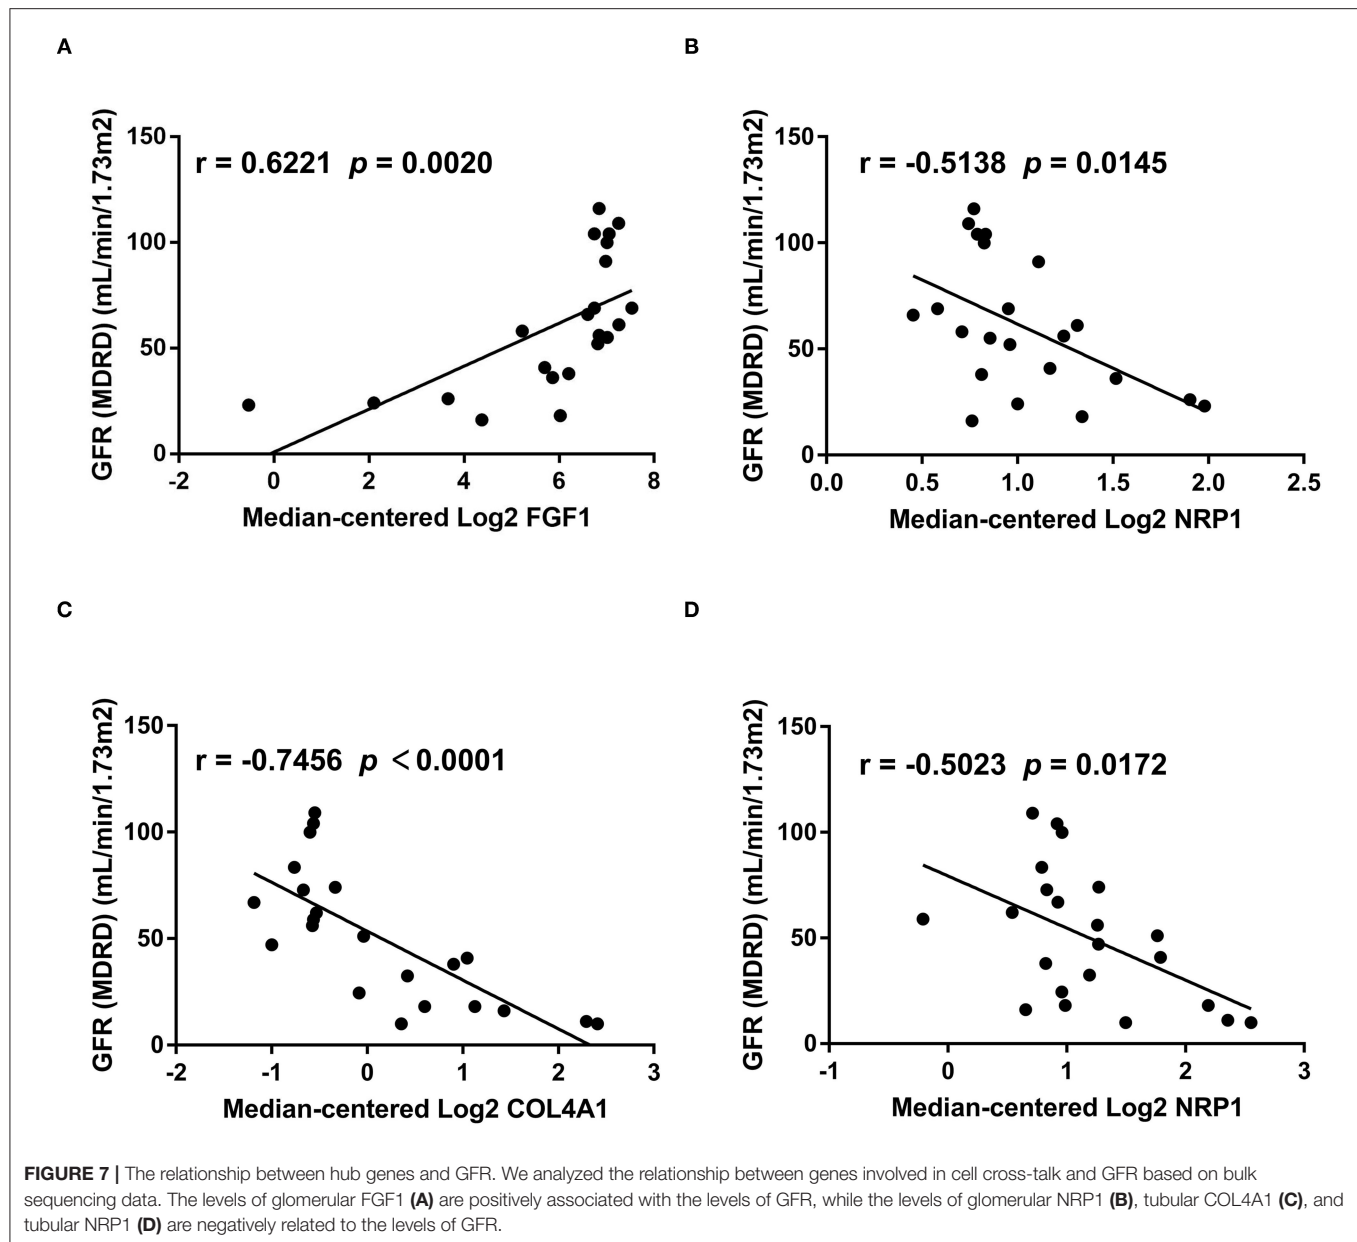 A
GFR (MDRD) (mL/min/1.73m2)
150
100
50
0
r = 0.6221 p = 0.0020
-2 0 2 4 6 8
Median-centered Log2 FGF1
B
GFR (MDRD) (mL/min/1.73m2)
150
100
50
0
r = -0.5138 p = 0.0145
0.0 0.5 1.0 1.5 2.0 2.5
Median-centered Log2 NRP1
C
GFR (MDRD) (mL/min/1.73m2)
150
100
50
0
r = -0.7456 p <0.0001
-2 -1 0 1 2 3
Median-centered Log2 COL4A1
D
GFR (MDRD) (mL/min/1.73m2)
150
100
50
0
r = -0.5023 p = 0.0172
-1 0 1 2 3
Median-centered Log2 NRP1
FIGURE 7 | The relationship between hub genes and GFR. We analyzed the relationship between genes involved in cell cross-talk and GFR based on bulk
sequencing data. The levels of glomerular FGF1 (A) are positively associated with the levels of GFR, while the levels of glomerular NRP1 (B), tubular COL4A1 (C), and
tubular NRP1 (D) are negatively related to the levels of GFR.